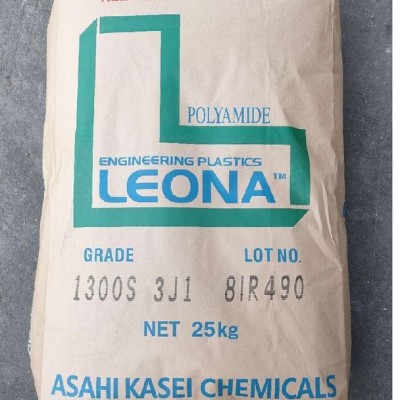 POLYAMIDE
ENGINEERING PLASTICS
LEONA™
GRADE LOT NO.
1300S 3J1 8IR490
NET 25kg
ASAHI KASEI CHEMICALS